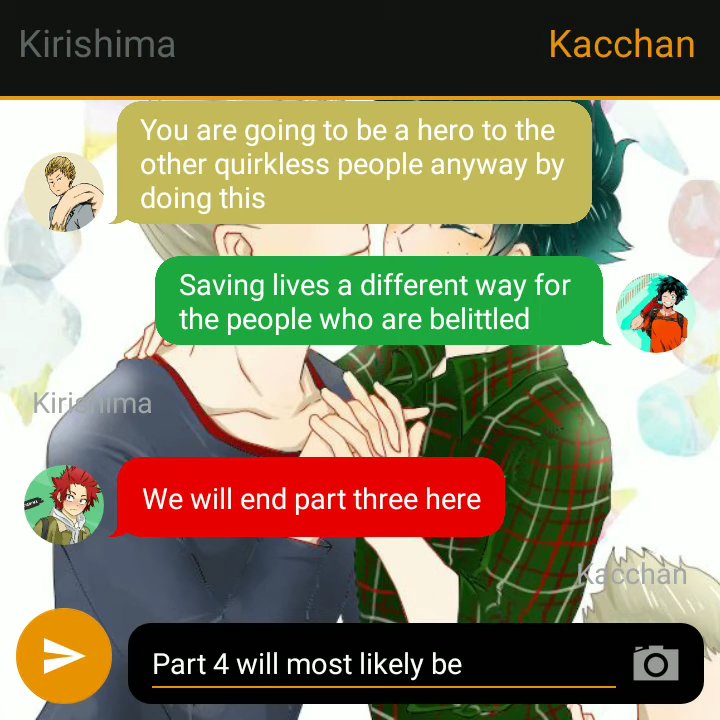 Kirishima
Kacchan
You are going to be a hero to the
other quirkless people anyway by
doing this
Saving lives a different way for
the people who are belittled
Kirishima
We will end part three here
Kacchan
Part 4 will most likely be